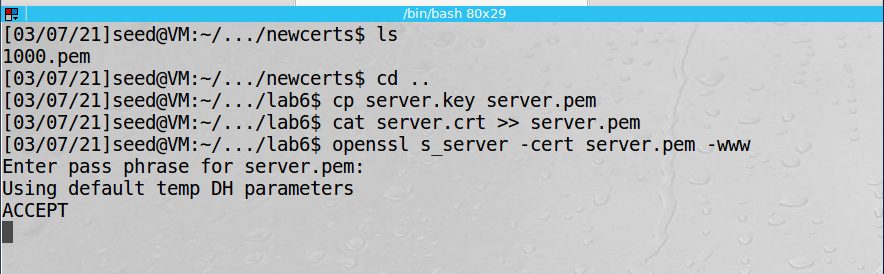 /bin/bash 80x29
[03/07/21]seed@VM:~/.../newcerts$ ls
1000.pem
[03/07/21]seed@VM:~/.../newcerts$ cd ..
[03/07/21]seed@VM:~/.../lab6$ cp server.key server.pem
[03/07/21]seed@VM:~/.../lab6$ cat server.crt >> server.pem
[03/07/21]seed@VM:~/.../lab6$ openssl s_server -cert server.pem -www
Enter pass phrase for server.pem:
Using default temp DH parameters
ACCEPT